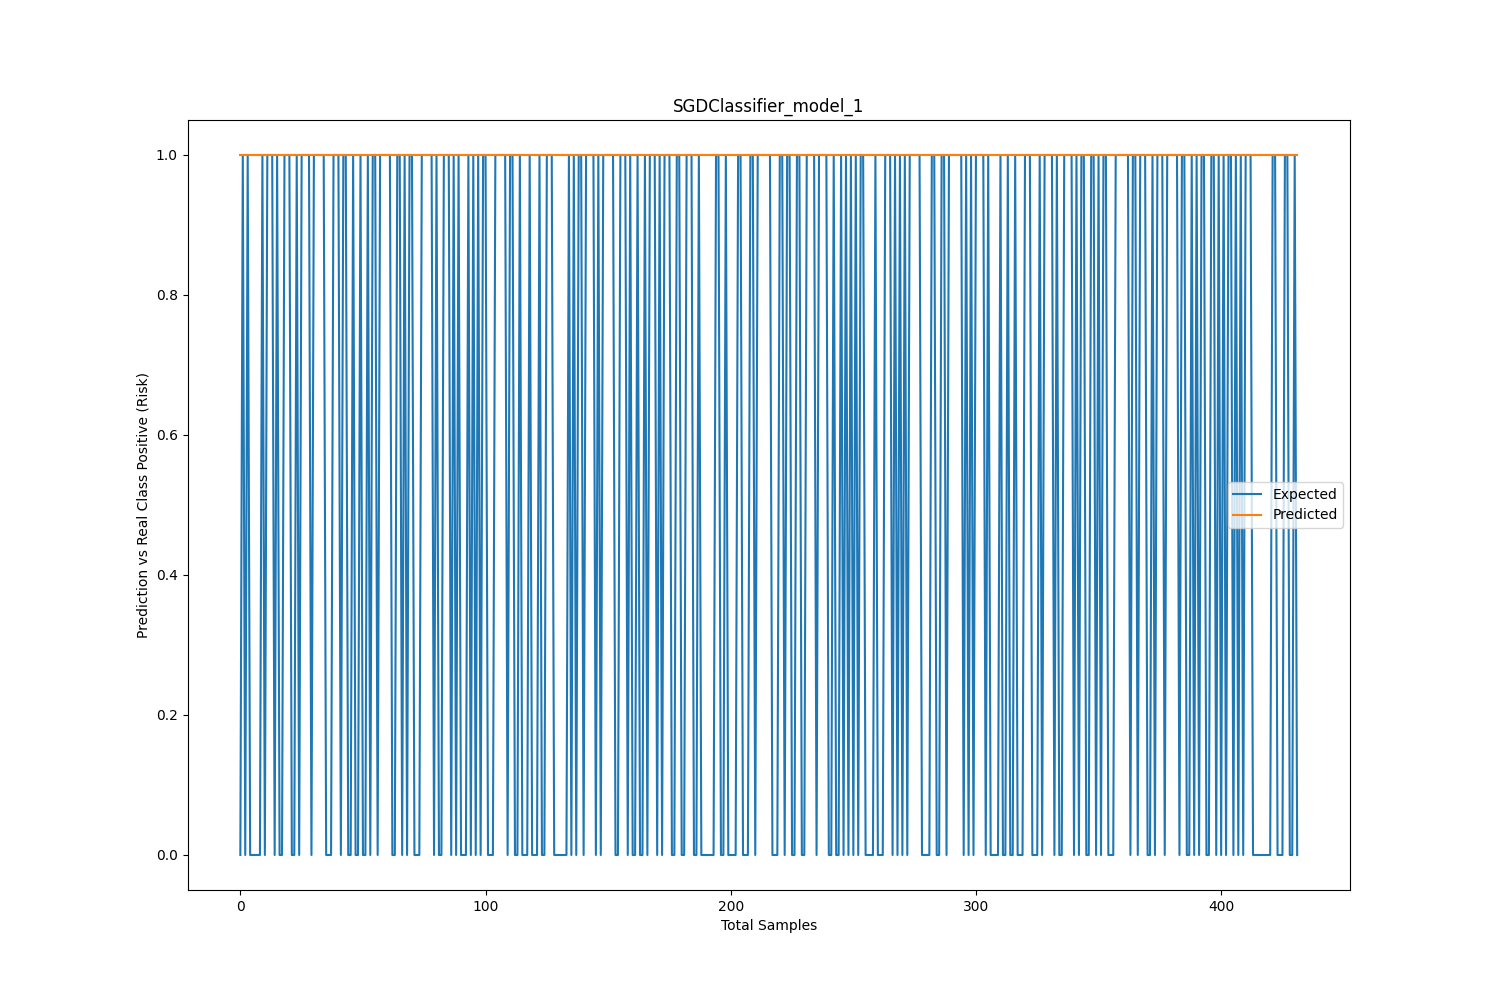 SGDClassifier_model_1
Prediction vs Real Class Positive (Risk)
1.0
0.8
0.6
0.4
0.2
0.0
Expected
Predicted
0
100
200
300
400
Total Samples